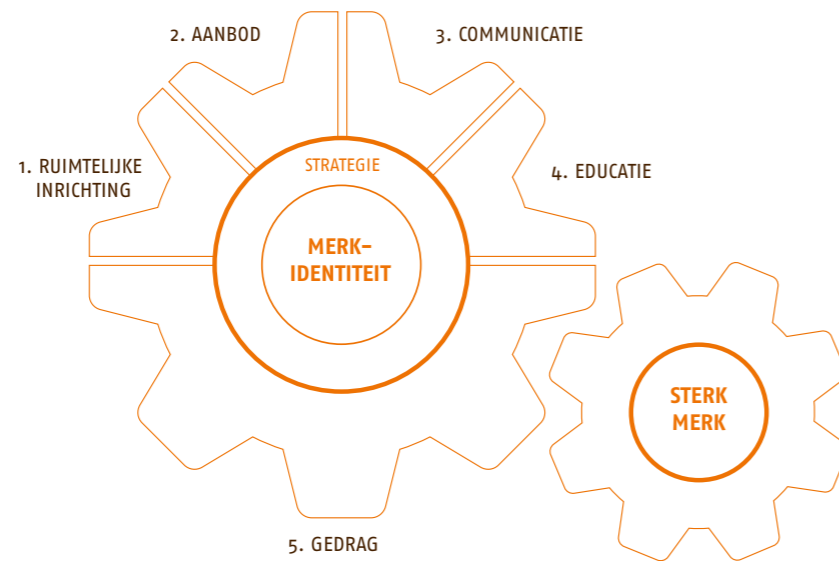 2. AANBOD
3. COMMUNICATIE
1. RUIMTELIJKE
INRICHTING
STRATEGIE
4. EDUCATIE
MERK-
IDENTITEIT
STERK
MERK
5. GEDRAG